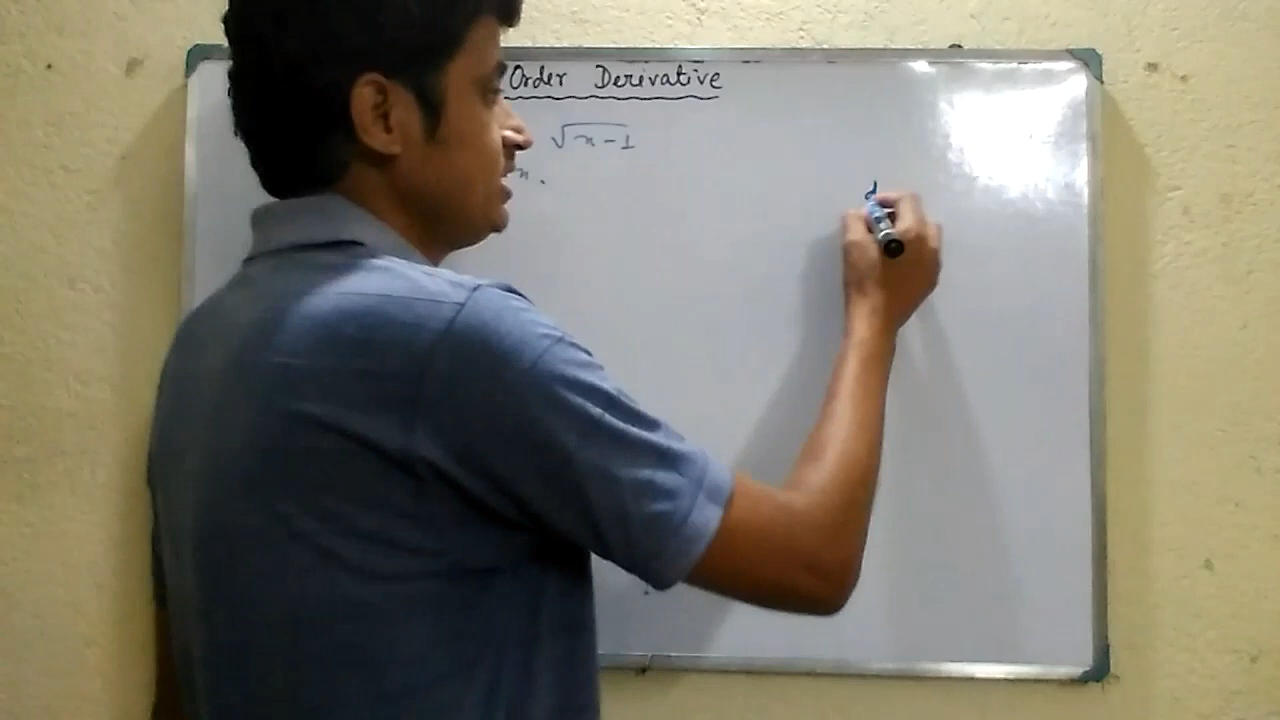 Order Derivative
√x-1
x.